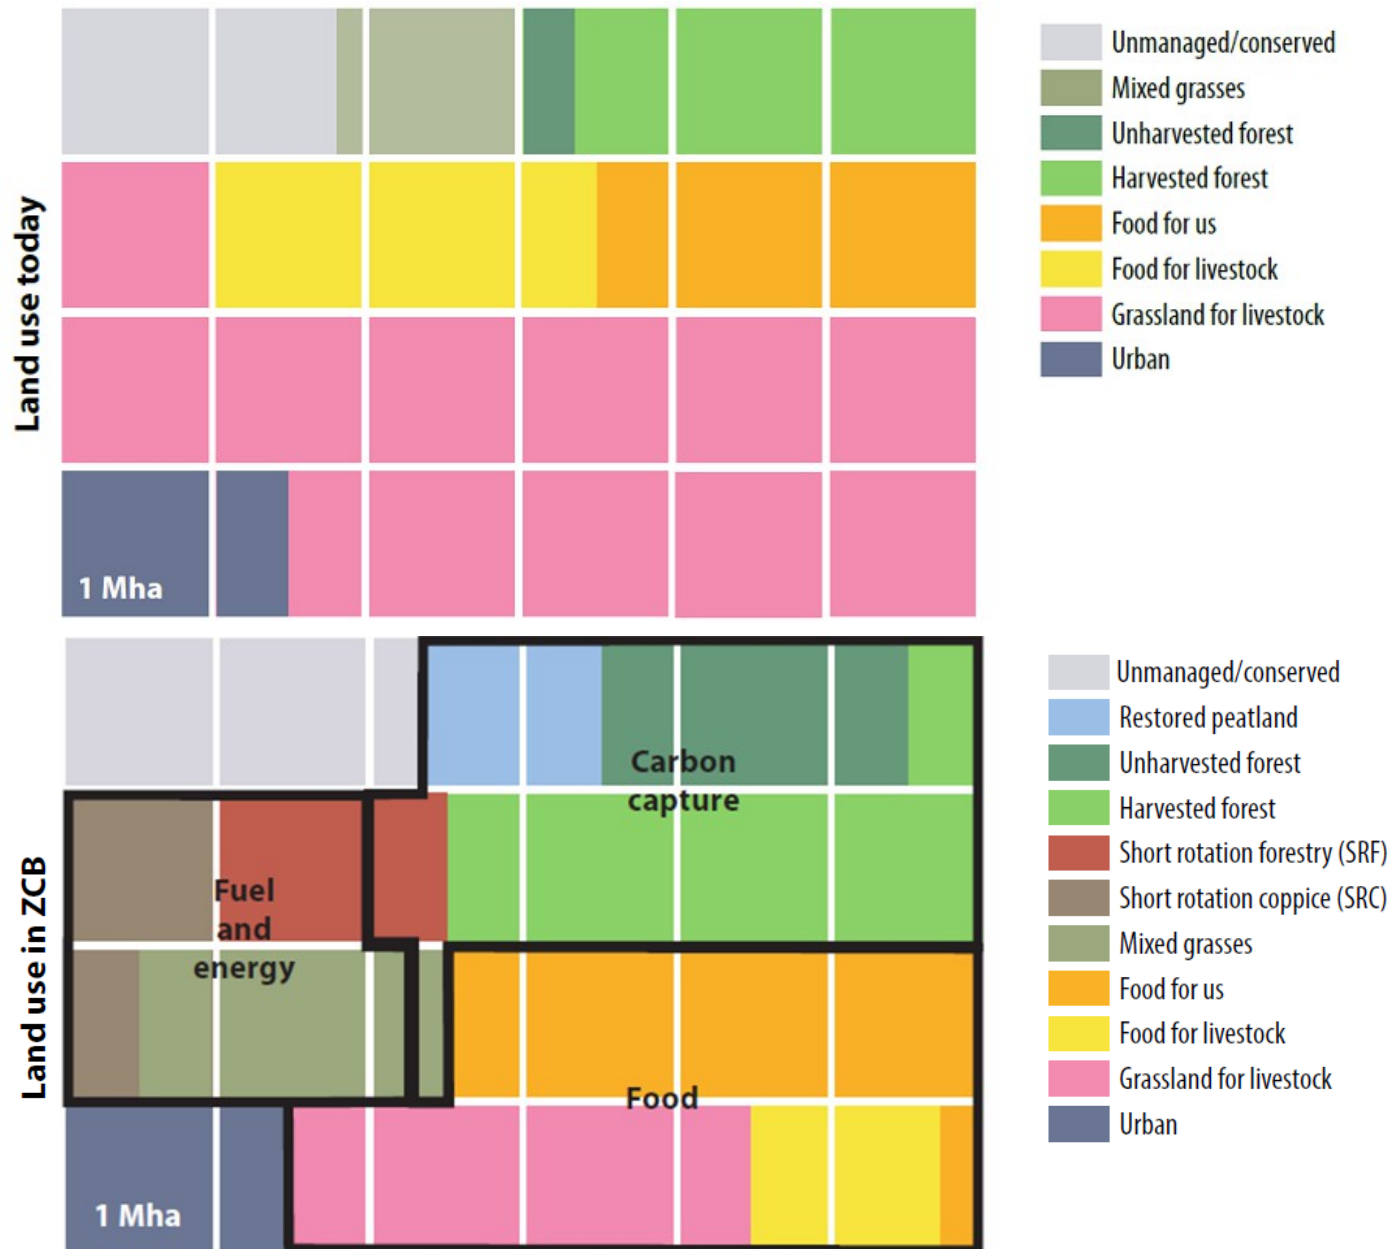 Land use today
1 Mha
Unmanaged/conserved
Mixed grasses
Unharvested forest
Harvested forest
Food for us
Food for livestock
Grassland for livestock
Urban
Land use in ZCB
Carbon
capture
Fuel
and
energy
Food
1 Mha
Unmanaged/conserved
Restored peatland
Unharvested forest
Harvested forest
Short rotation forestry (SRF)
Short rotation coppice (SRC)
Mixed grasses
Food for us
Food for livestock
Grassland for livestock
Urban